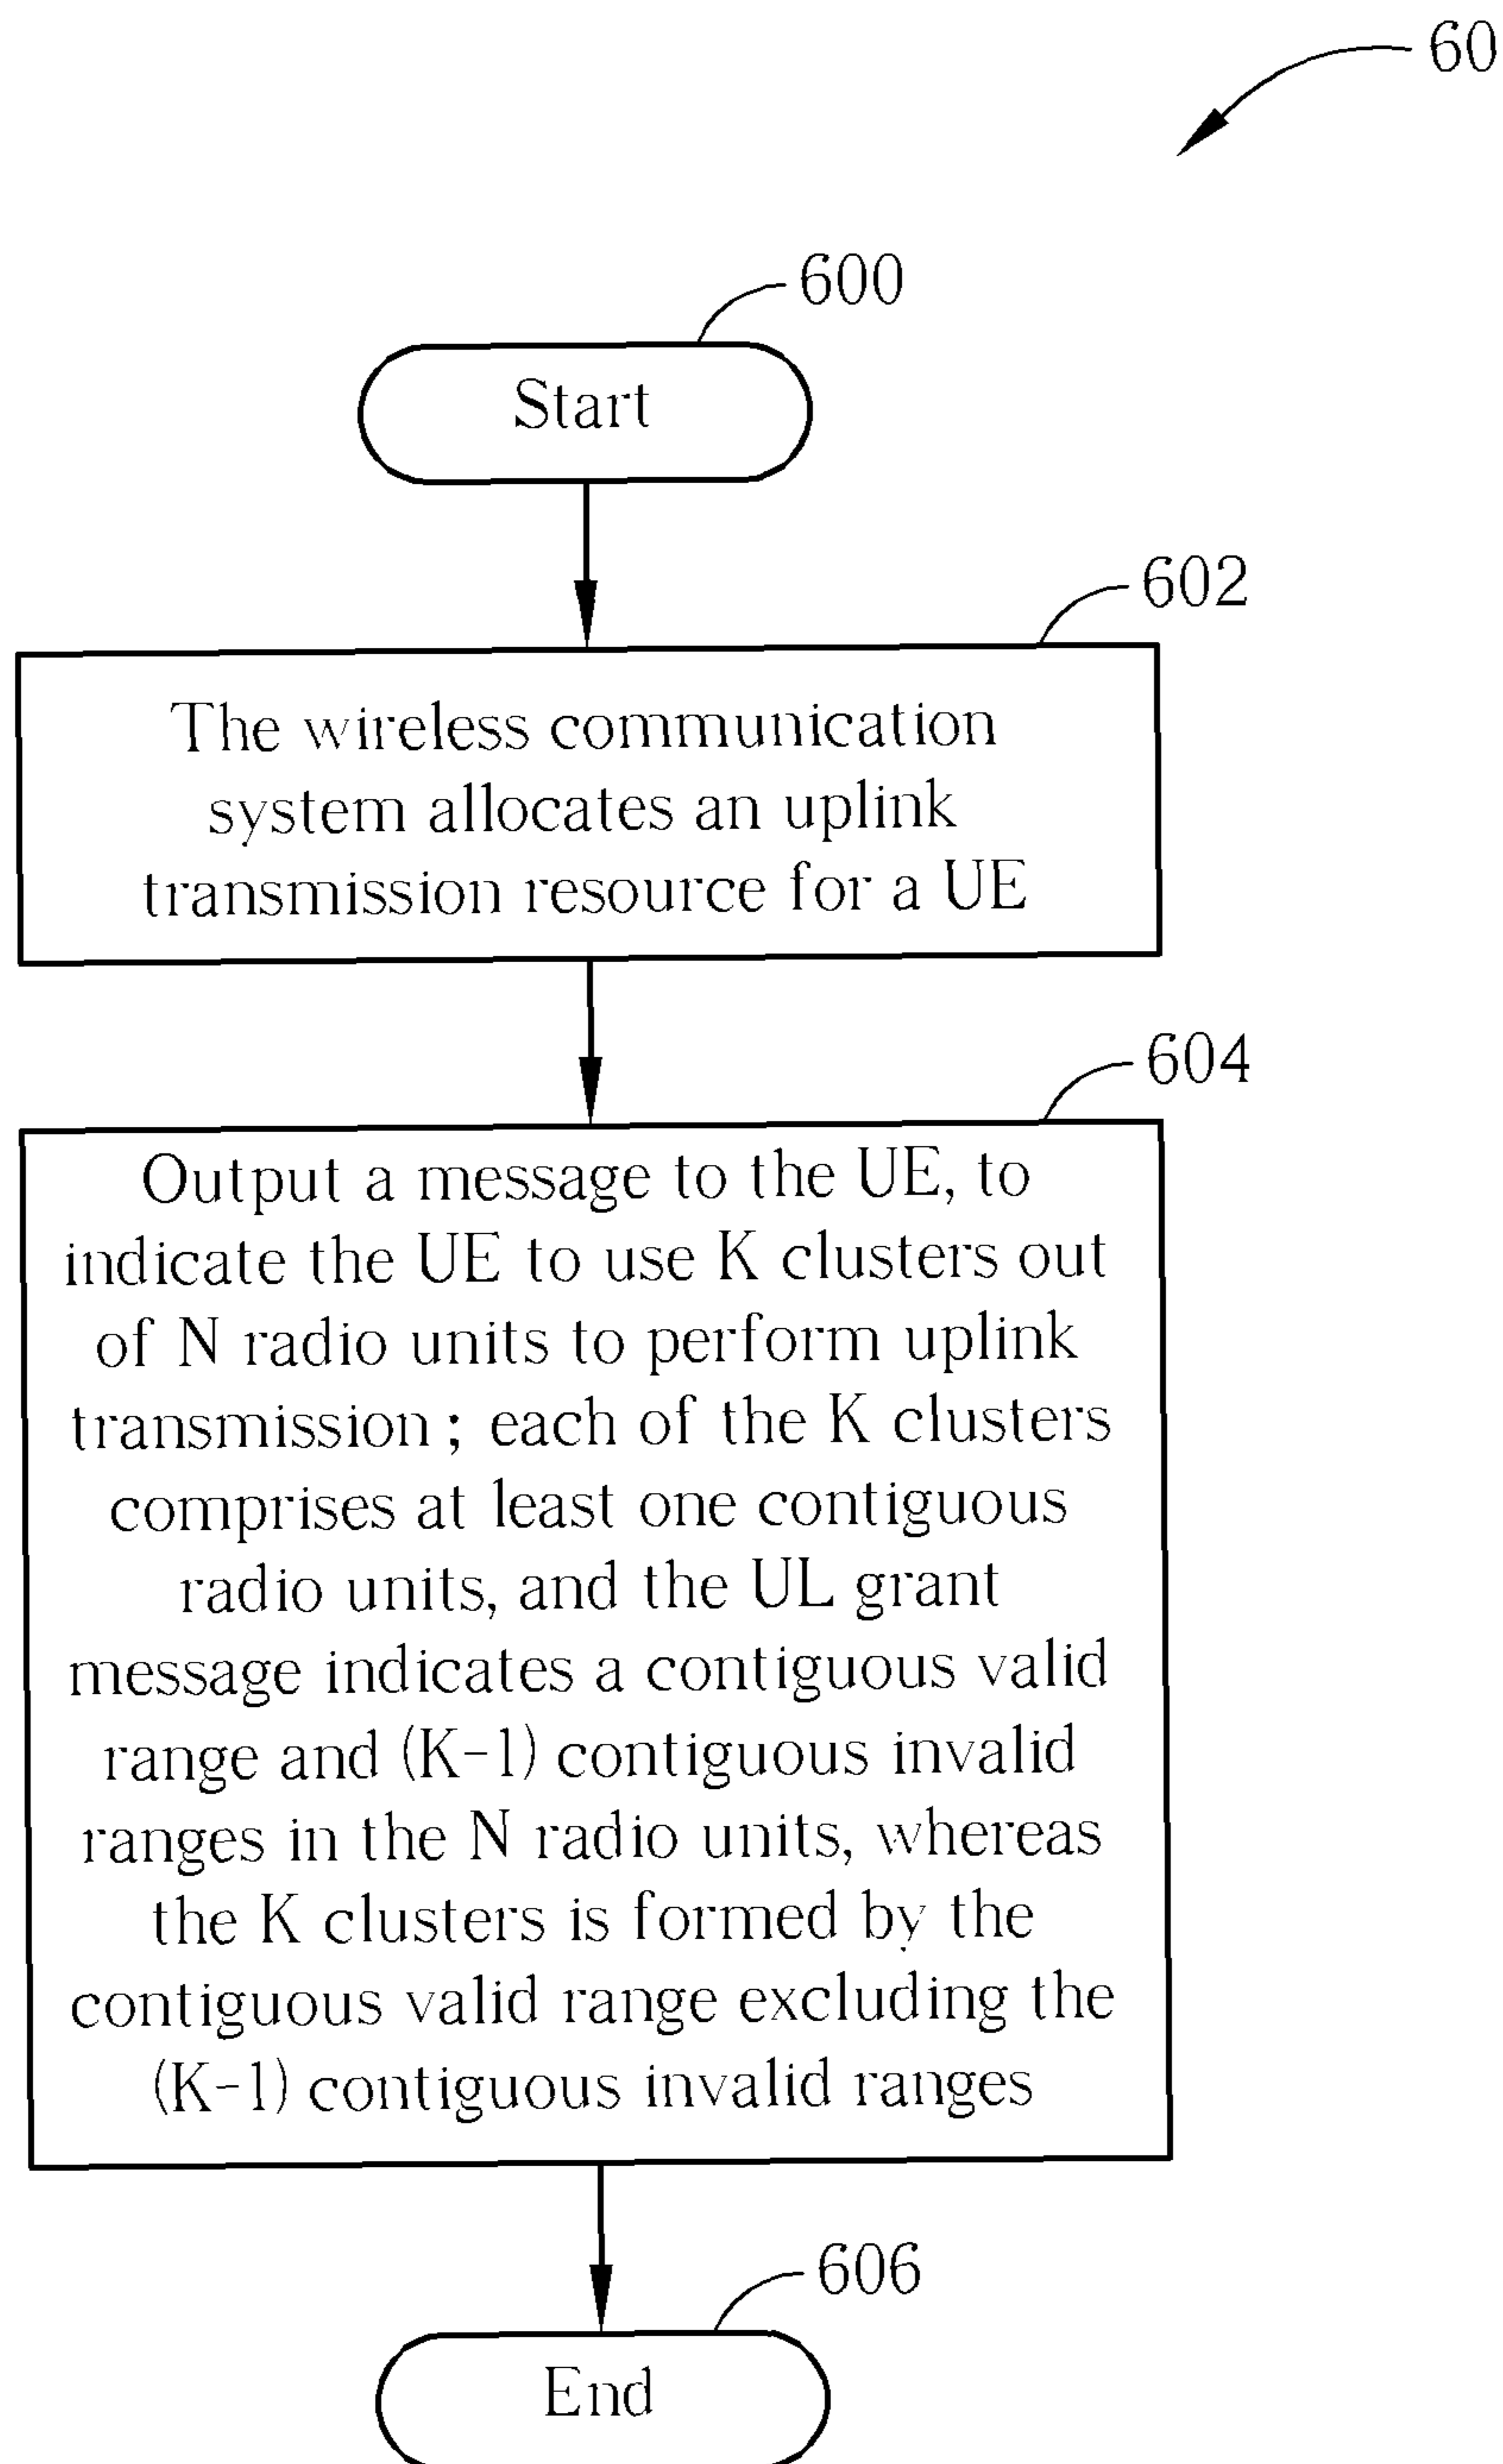 60
600
Start
602
The wireless communication
system allocates an uplink
transmission resource for a UE
604
Output a message to the UE, to
indicate the UE to use K clusters out
of N radio units to perform uplink
transmission; each of the K clusters
comprises at least one contiguous
radio units, and the UL grant
message indicates a contiguous valid
range and (K-1) contiguous invalid
ranges in the N radio units, whereas
the K clusters is formed by the
contiguous valid range excluding the
(K-1) contiguous invalid ranges
606
End